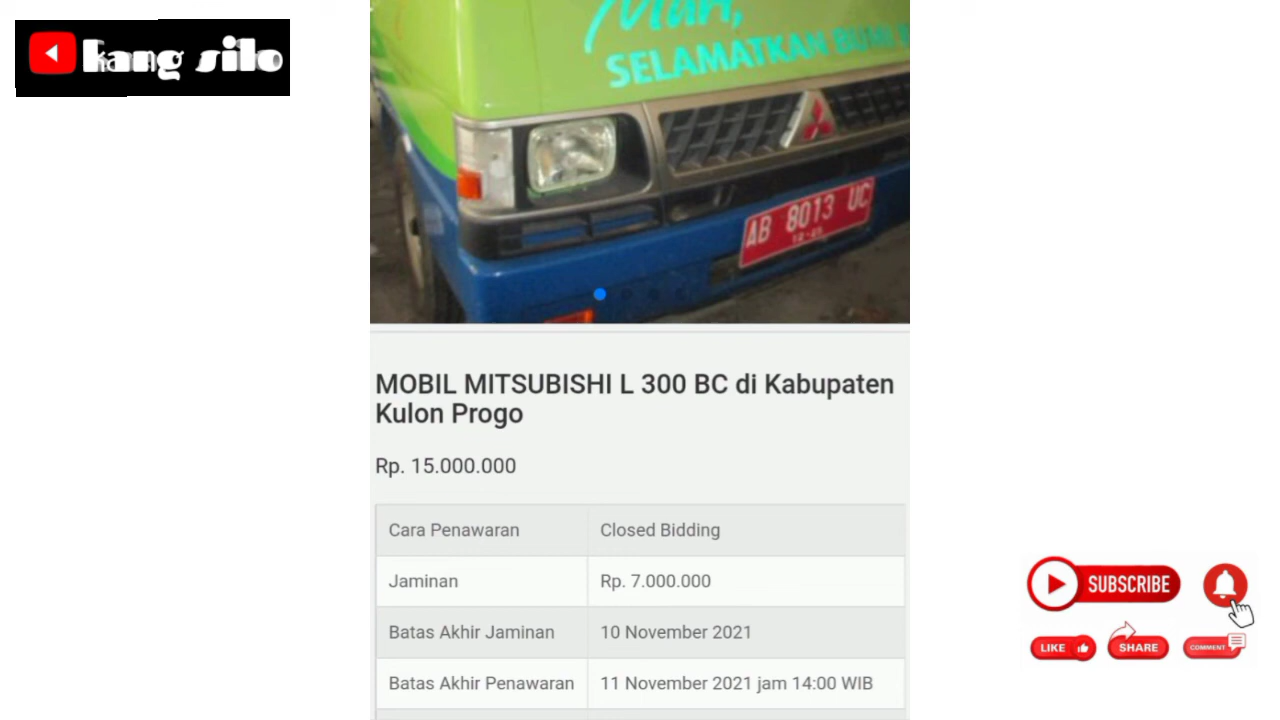 kang silo
Mari,
SELAMATKAN BUMI
AB 8013 UC
MOBIL MITSUBISHI L 300 BC di Kabupaten
Kulon Progo
Rp. 15.000.000
Cara Penawaran
Closed Bidding
Jaminan
Rp. 7.000.000
Batas Akhir Jaminan
10 November 2021
Batas Akhir Penawaran
11 November 2021 jam 14:00 WIB
SUBSCRIBE
LIKE
SHARE
COMMENT